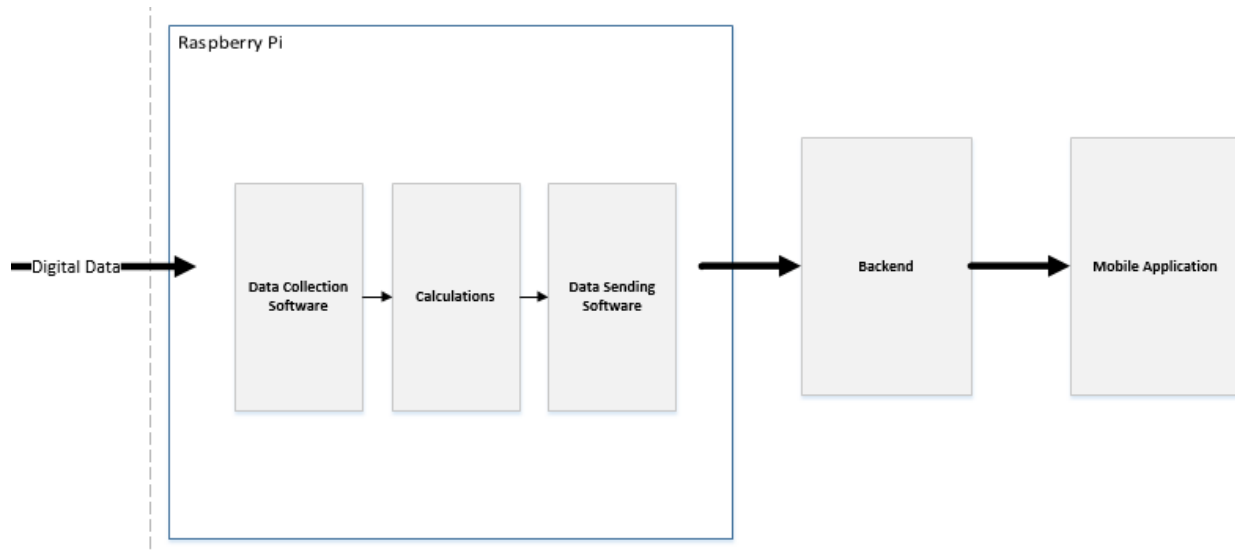 Raspberry Pi
Digital Data
Data Collection
Software
Calculations
Data Sending
Software
Backend
Mobile Application